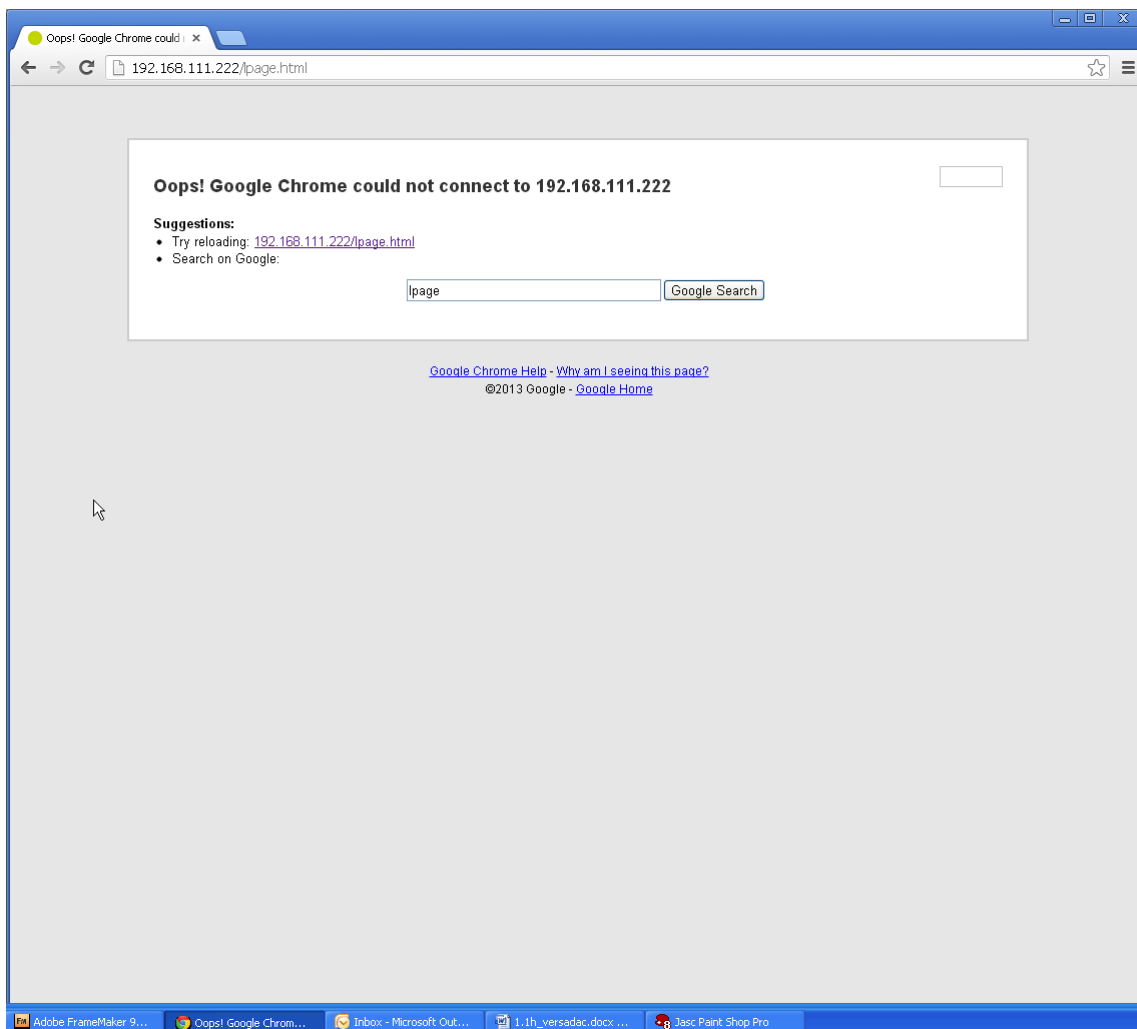 Oops! Google Chrome could
192.168.111.222/lpage.html
Oops! Google Chrome could not connect to 192.168.111.222
Suggestions:
Try reloading: 192.168.111.222/lpage.html
Search on Google:
lpage Google Search
Google Chrome Help - Why am I seeing this page?
©2013 Google - Google Home
FM Adobe FrameMaker 9... Oops! Google Chrom... Inbox - Microsoft Out... 1.1h_versadac.docx ... 8 Jasc Paint Shop Pro